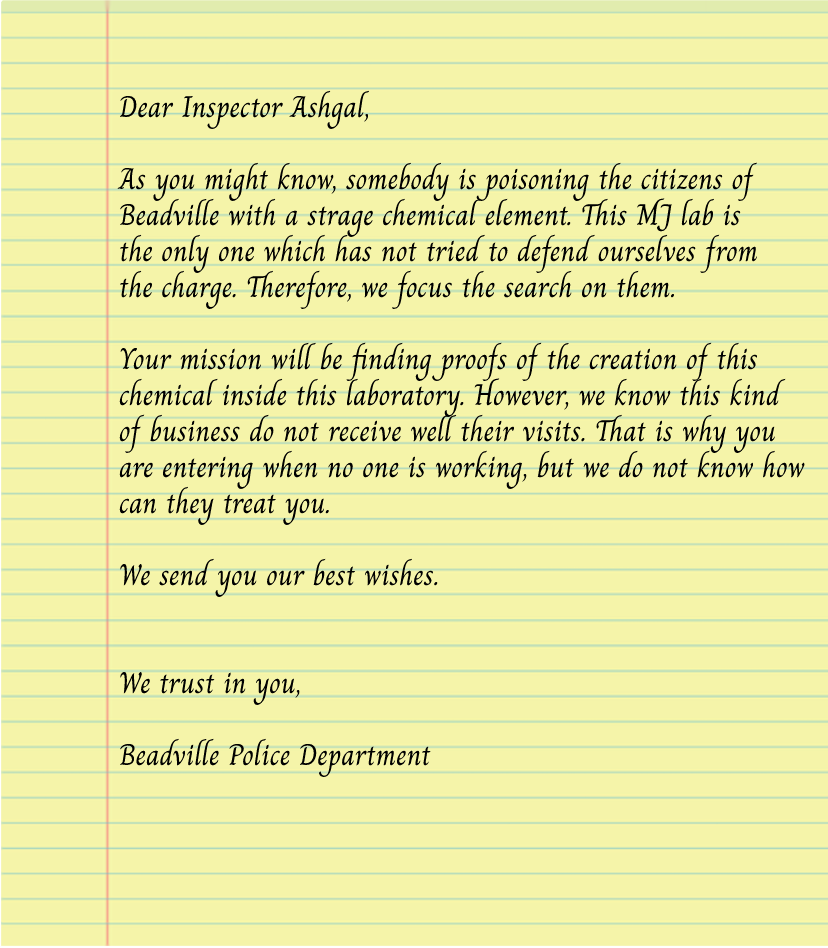 Dear Inspector Ashgal,
As you might know, somebody is poisoning the citizens of
Beadville with a strage chemical element. This MJ lab is
the only one which has not tried to defend ourselves from
the charge. Therefore, we focus the search on them.
Your mission will be finding proofs of the creation of this
chemical inside this laboratory. However, we know this kind
of business do not receive well their visits. That is why you
are entering when no one is working, but we do not know how
can they treat you.
We send you our best wishes.
We trust in you,
Beadville Police Department